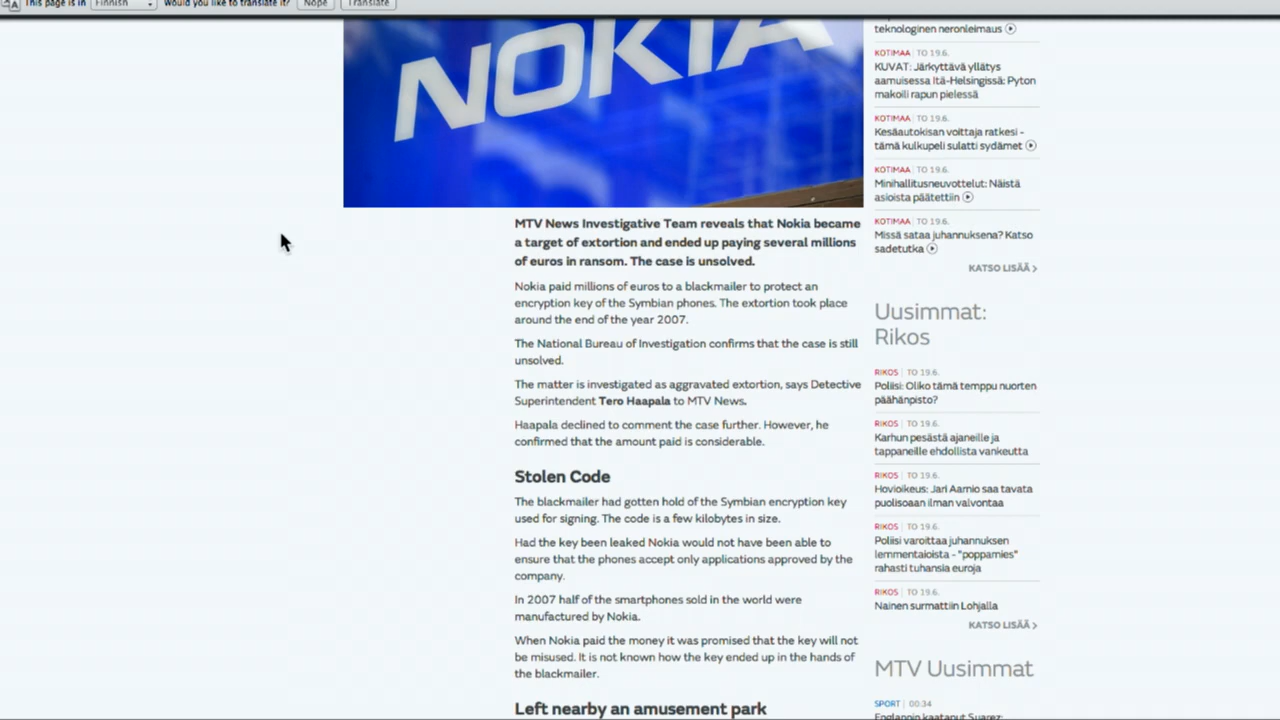 This page is in Finnish Would you like to translate it? Nope Translate
NOKIA
MTV News Investigative Team reveals that Nokia became
a target of extortion and ended up paying several millions
of euros in ransom. The case is unsolved.
Nokia paid millions of euros to a blackmailer to protect an
encryption key of the Symbian phones. The extortion took place
around the end of the year 2007.
The National Bureau of Investigation confirms that the case is still
unsolved.
The matter is investigated as aggravated extortion, says Detective
Superintendent Tero Haapala to MTV News.
Haapala declined to comment the case further. However, he
confirmed that the amount paid is considerable.
Stolen Code
The blackmailer had gotten hold of the Symbian encryption key
used for signing. The code is a few kilobytes in size.
Had the key been leaked Nokia would not have been able to
ensure that the phones accept only applications approved by the
company.
In 2007 half of the smartphones sold in the world were
manufactured by Nokia.
When Nokia paid the money it was promised that the key will not
be misused. It is not known how the key ended up in the hands of
the blackmailer.
Left nearby an amusement park
teknologinen neronleimaus
KOTIMAA | TO 19.6.
KUVAT: Järkyttävä yllätys
aamuisessa Itä-Helsingissä: Pyton
makoili rapun pielessä
KOTIMAA | TO 19.6.
Kesäautokisan voittaja ratkesi -
tämä kulkupeli sulatti sydämet
KOTIMAA | TO 19.6.
Minihallitusneuvottelut: Näistä
asioista päätettiin
KOTIMAA | TO 19.6.
Missä sataa juhannuksena? Katso
sadetutka
KATSO LISÄÄ >
Uusimmat:
Rikos
RIKOS | TO 19.6.
Poliisi: Oliko tämä temppu nuorten
päähänpisto?
RIKOS | TO 19.6.
Karhun pesästä ajaneille ja
tappaneille ehdollista vankeutta
RIKOS | TO 19.6.
Hovioikeus: Jari Aarnio saa tavata
puolisoaan ilman valvontaa
RIKOS | TO 19.6.
Poliisi varoittaa juhannuksen
lemmentaioista - "poppamies"
rahasti tuhansia euroja
RIKOS | TO 19.6.
Nainen surmattiin Lohjalla
KATSO LISÄÄ >
MTV Uusimmat
SPORT | 00:34
Englannin kaatanut Suarez: